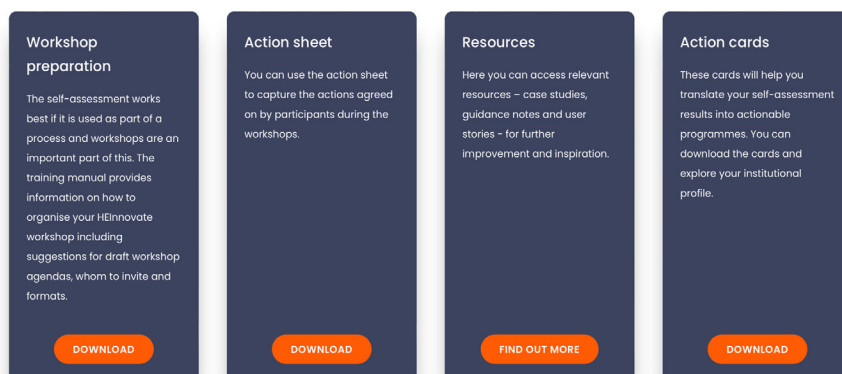 Workshop
preparation
The self-assessment works
best if it is used as part of a
process and workshops are an
important part of this. The
training manual provides
information on how to
organise your HEInnovate
workshop including
suggestions for draft workshop
agendas, whom to invite and
formats.
DOWNLOAD
Action sheet
You can use the action sheet
to capture the actions agreed
on by participants during the
workshops.
DOWNLOAD
Resources
Here you can access relevant
resources – case studies,
guidance notes and user
stories - for further
improvement and inspiration.
FIND OUT MORE
Action cards
These cards will help you
translate your self-assessment
results into actionable
programmes. You can
download the cards and
explore your institutional
profile.
DOWNLOAD